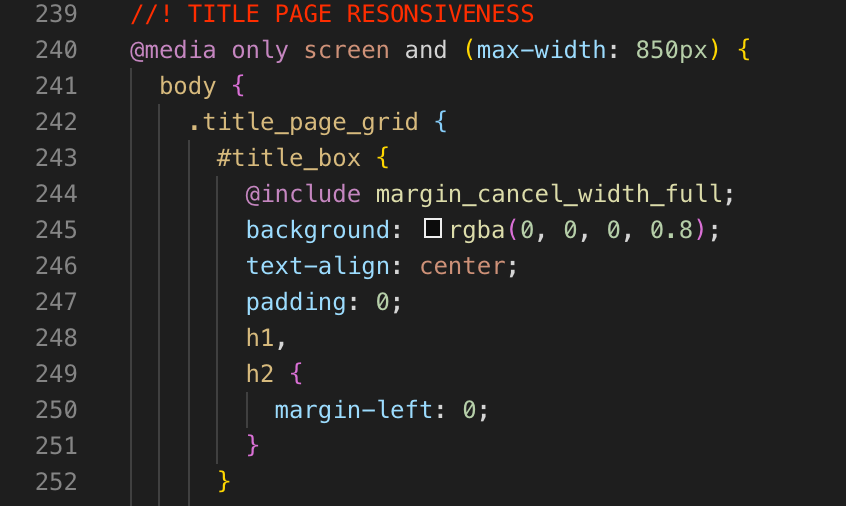 239 //! TITLE PAGE RESONSIVENESS
240 @media only screen and (max-width: 850px) {
241 body {
242 .title_page_grid {
243 #title_box {
244 @include margin_cancel_width_full;
245 background: rgba(0, 0, 0, 0.8);
246 text-align: center;
247 padding: 0;
248 h1,
249 h2 {
250 margin-left: 0;
251 }
252 }